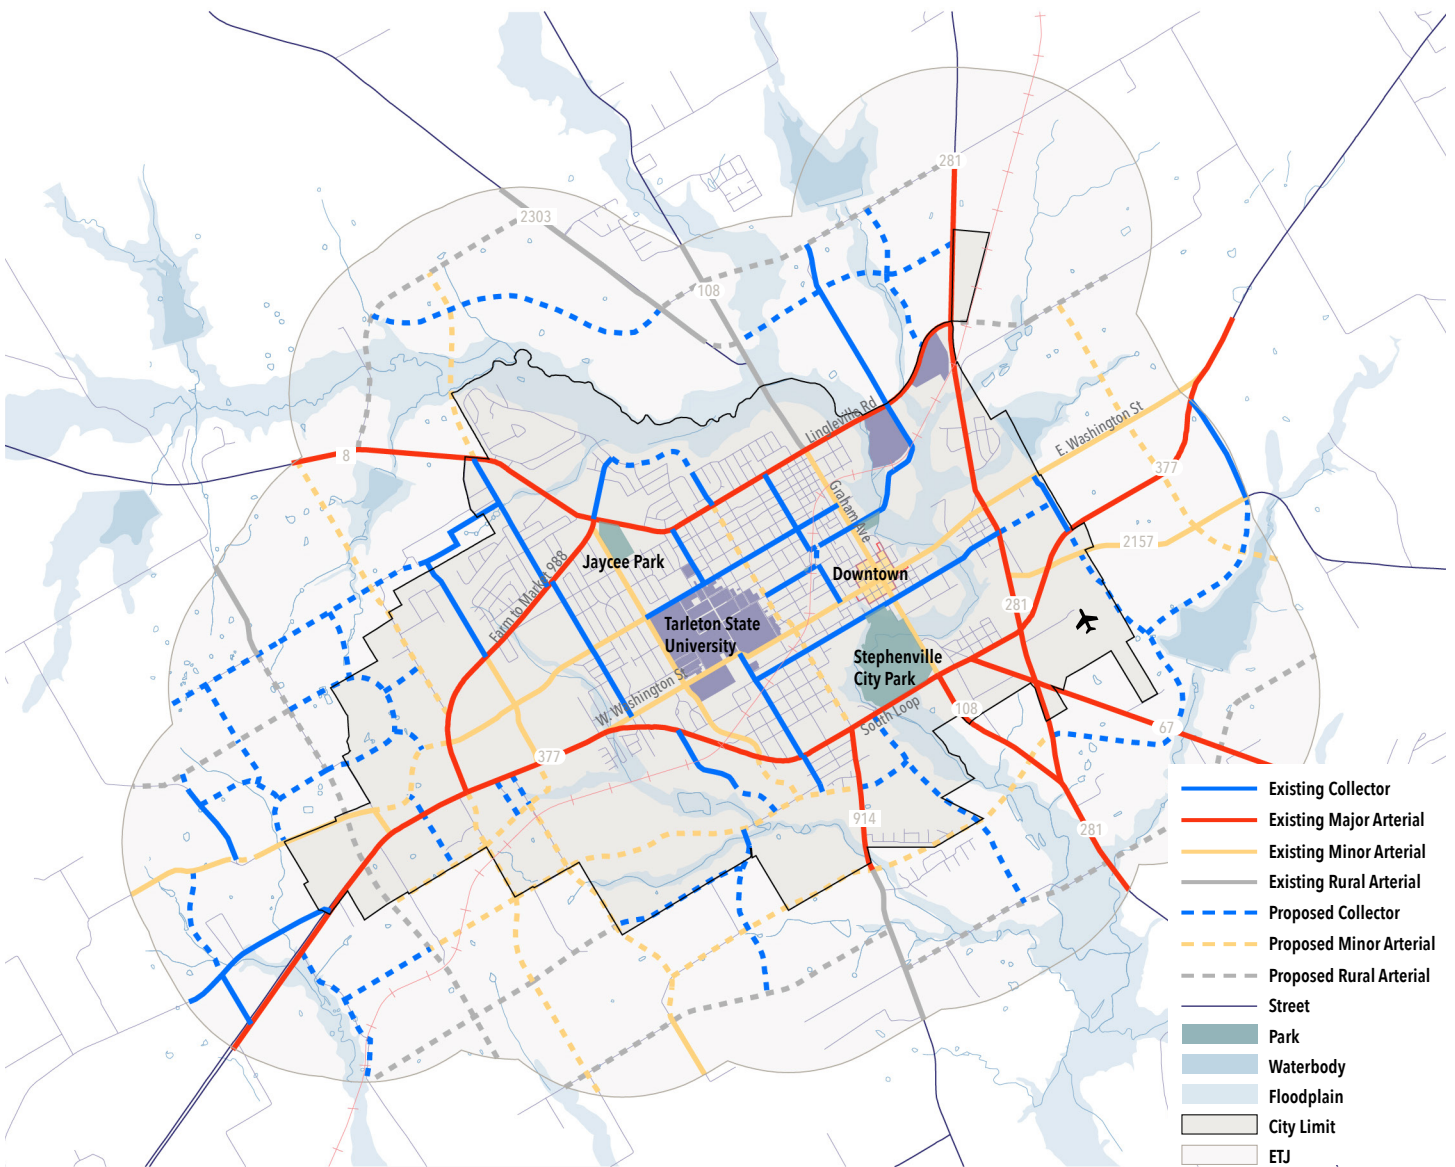 281
2303
108
Lingleville Rd
E. Washington St
8
377
Graham Ave
2157
Jaycee Park
Farm to Market 988
Downtown
281
Tarleton State
University
Stephenville
City Park
W. Washington St
South Loop
108
67
377
914
281
Existing Collector
Existing Major Arterial
Existing Minor Arterial
Existing Rural Arterial
Proposed Collector
Proposed Minor Arterial
Proposed Rural Arterial
Street
Park
Waterbody
Floodplain
City Limit
ETJ